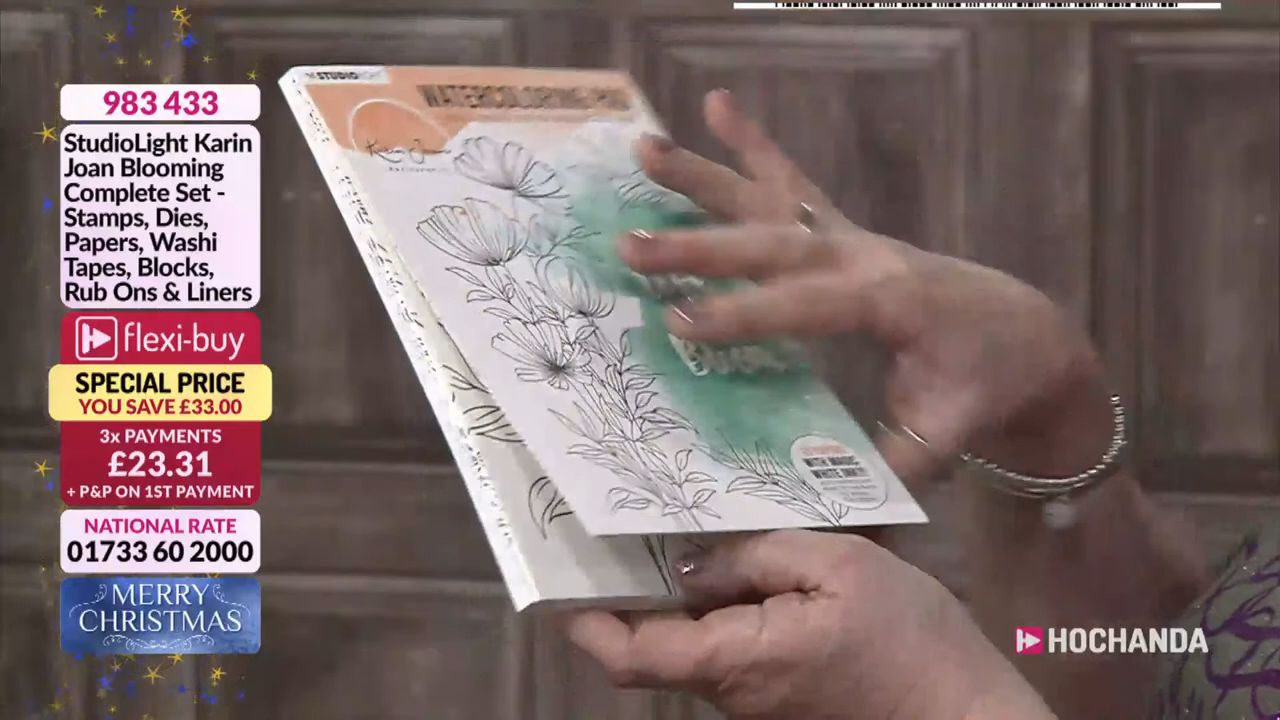 983 433
StudioLight Karin
Joan Blooming
Complete Set -
Stamps, Dies,
Papers, Washi
Tapes, Blocks,
Rub Ons & Liners
flexi-buy
SPECIAL PRICE
YOU SAVE £33.00
3x PAYMENTS
£23.31
+ P&P ON 1ST PAYMENT
NATIONAL RATE
01733 60 2000
MERRY
CHRISTMAS
STUDIO
WATERCOLORING
HOCHANDA